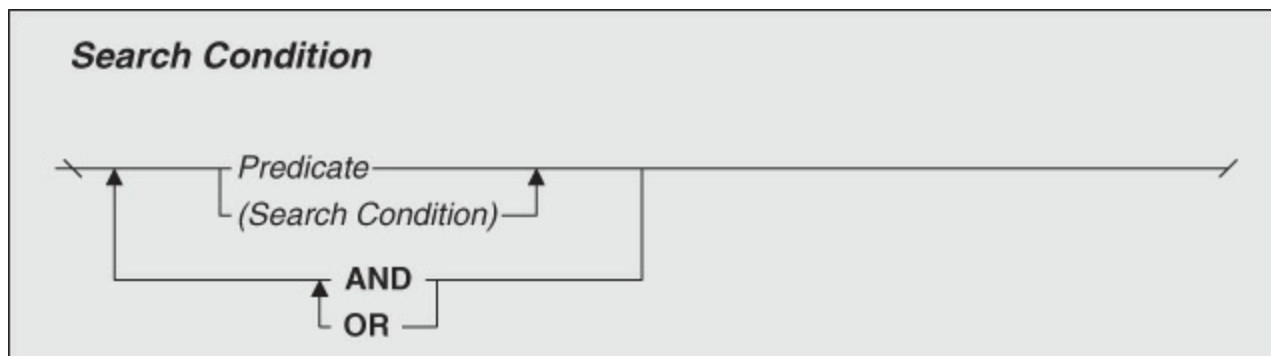 Search Condition
Predicate
(Search Condition)
AND
OR